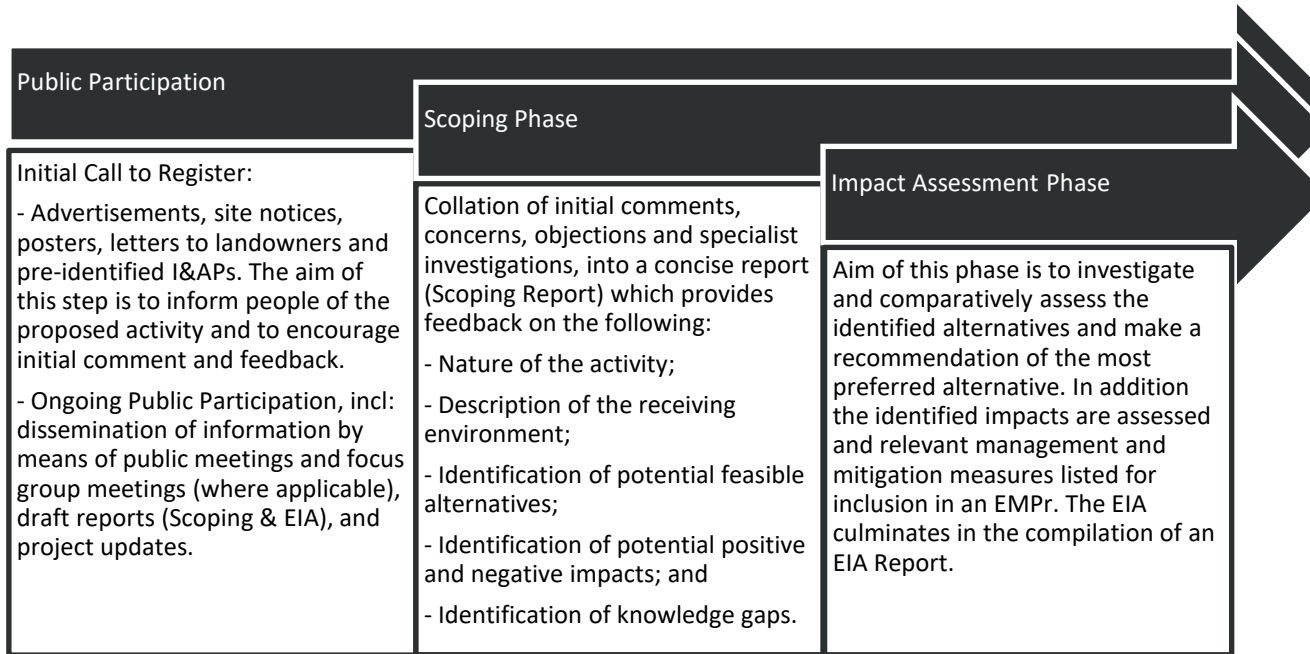 Public Participation
Initial Call to Register:
- Advertisements, site notices,
posters, letters to landowners and
pre-identified I&APs. The aim of
this step is to inform people of the
proposed activity and to encourage
initial comment and feedback.
- Ongoing Public Participation, incl:
dissemination of information by
means of public meetings and focus
group meetings (where applicable),
draft reports (Scoping & EIA), and
project updates.
Scoping Phase
Collation of initial comments,
concerns, objections and specialist
investigations, into a concise report
(Scoping Report) which provides
feedback on the following:
- Nature of the activity;
- Description of the receiving
environment;
- Identification of potential feasible
alternatives;
- Identification of potential positive
and negative impacts; and
- Identification of knowledge gaps.
Impact Assessment Phase
Aim of this phase is to investigate
and comparatively assess the
identified alternatives and make a
recommendation of the most
preferred alternative. In addition
the identified impacts are assessed
and relevant management and
mitigation measures listed for
inclusion in an EMPr. The EIA
culminates in the compilation of an
EIA Report.